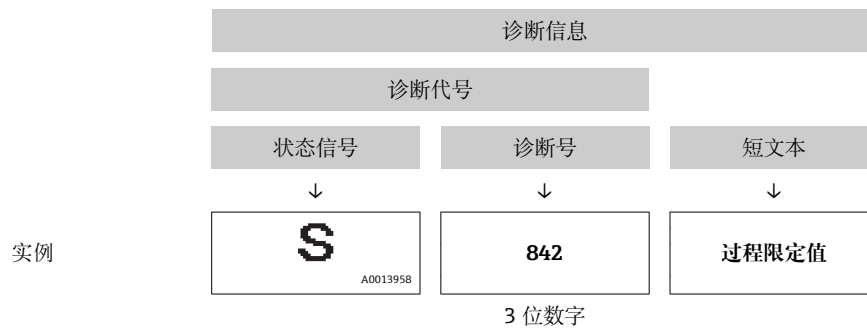 诊断信息
诊断代号
状态信号 诊断号 短文本
↓ ↓ ↓
实例 S 842 过程限定值
A0013958
3 位数字